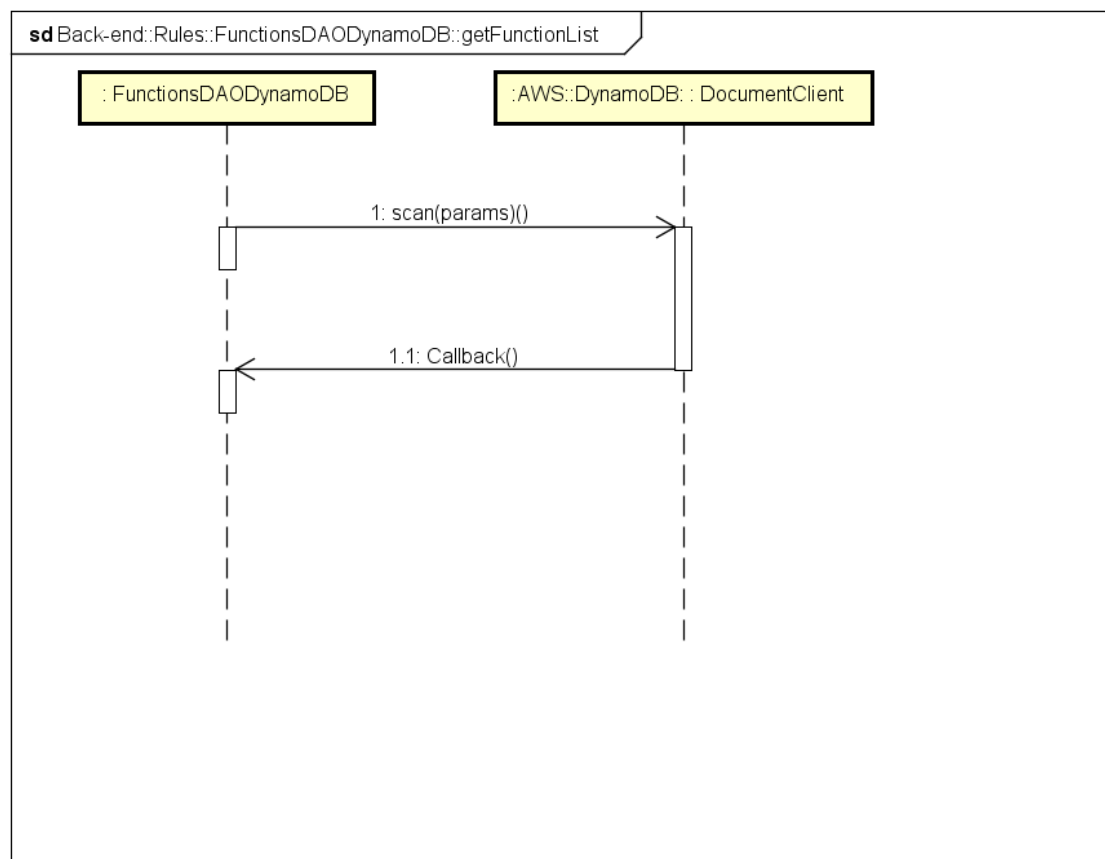 sd Back-end::Rules::FunctionsDAODynamoDB::getFunctionList
: FunctionsDAODynamoDB
:AWS::DynamoDB: : DocumentClient
1: scan(params)()
1.1: Callback()